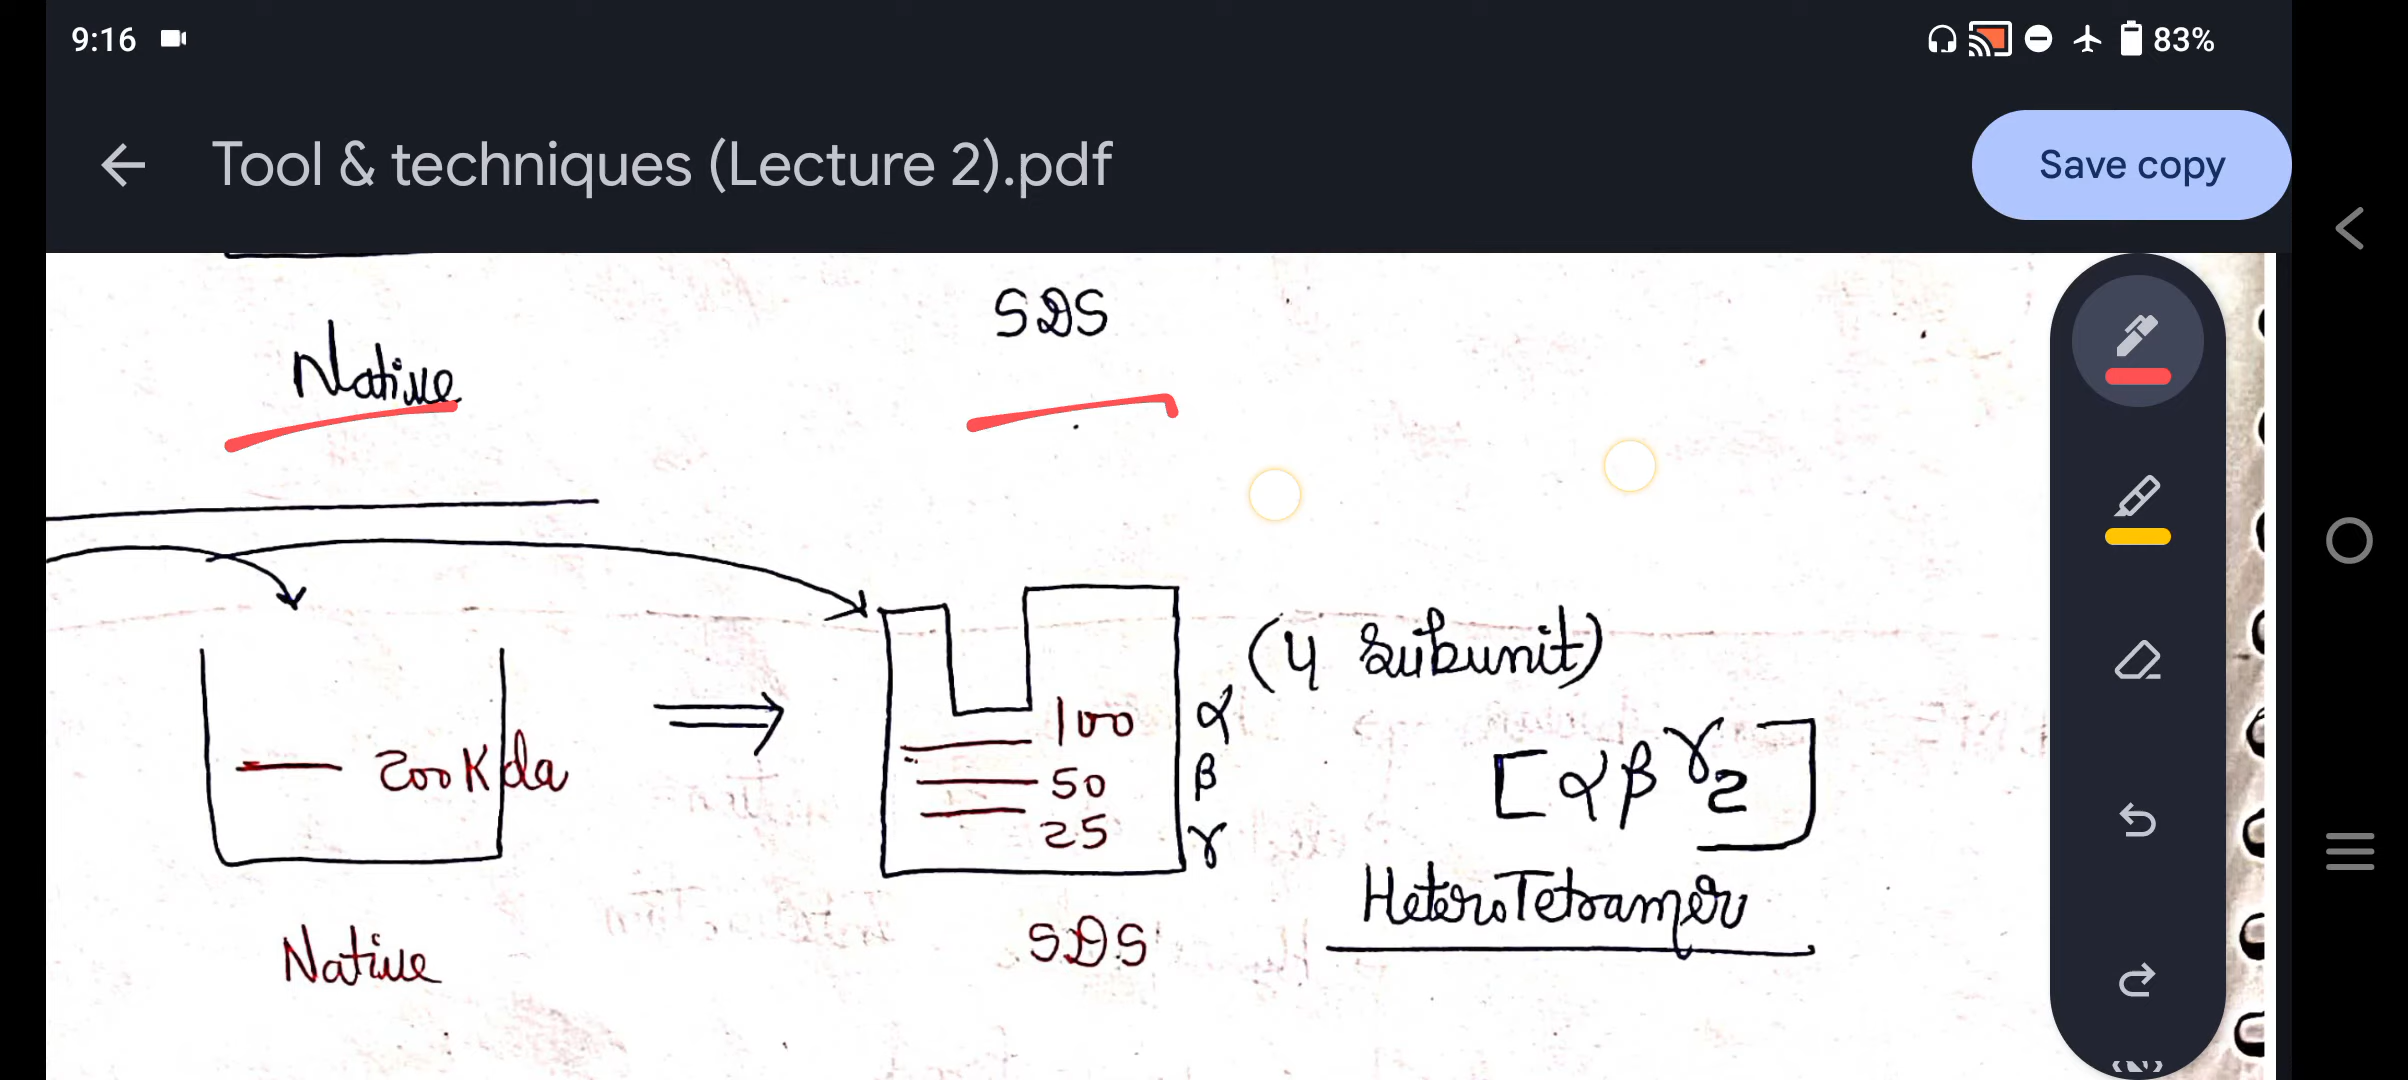 9:16 83%
Tool & techniques (Lecture 2).pdf
Save copy
SDS
Native
(4 Subunit)
100 α
200 Kda
50 β
25 γ
[αβγ2]
HeteroTetramer
Native
SDS